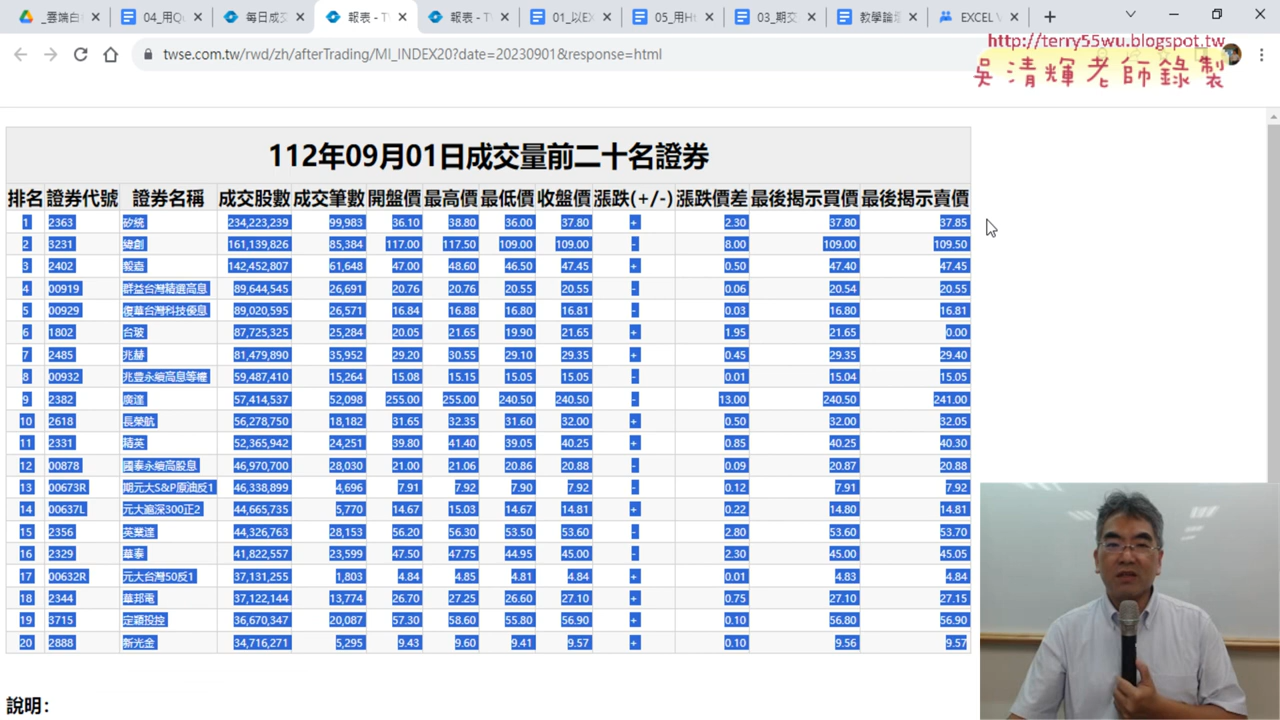 _雲端白
04_用Qu
每日成交
報表 - TW
報表 - TW
01_以EX
05_用Ht
03_期交
教學論壇
EXCEL V
twse.com.tw/rwd/zh/afterTrading/MI_INDEX20?date=20230901&response=html
http://terry55wu.blogspot.tw
吳清輝老師錄製
112年09月01日成交量前二十名證券
排名 證券代號 證券名稱 成交股數 成交筆數 開盤價 最高價 最低價 收盤價 漲跌(+/-) 漲跌價差 最後揭示買價 最後揭示賣價
1 2363 矽統 234,223,239 99,983 36.10 38.80 36.00 37.80 + 2.30 37.80 37.85
2 3231 緯創 161,139,826 85,384 117.00 117.50 109.00 109.00 - 8.00 109.00 109.50
3 2402 毅嘉 142,452,807 61,648 47.00 48.60 46.50 47.45 + 0.50 47.40 47.45
4 00919 群益台灣精選高息 89,644,545 26,691 20.76 20.76 20.55 20.55 - 0.06 20.54 20.55
5 00929 復華台灣科技優息 89,020,595 26,571 16.84 16.88 16.80 16.81 - 0.03 16.80 16.81
6 1802 台玻 87,725,325 25,284 20.05 21.65 19.90 21.65 + 1.95 21.65 0.00
7 2485 兆赫 81,479,890 35,952 29.20 30.55 29.10 29.35 + 0.45 29.35 29.40
8 00932 兆豐永續高息等權 59,487,410 15,264 15.08 15.15 15.05 15.05 - 0.01 15.04 15.05
9 2382 廣達 57,414,537 52,098 255.00 255.00 240.50 240.50 - 13.00 240.50 241.00
10 2618 長榮航 56,278,750 18,182 31.65 32.35 31.60 32.00 + 0.50 32.00 32.05
11 2331 精英 52,365,942 24,251 39.80 41.40 39.05 40.25 + 0.85 40.25 40.30
12 00878 國泰永續高股息 46,970,700 28,030 21.00 21.06 20.86 20.88 - 0.09 20.87 20.88
13 00673R 期元大S&P原油反1 46,338,899 4,696 7.91 7.92 7.90 7.92 - 0.12 7.91 7.92
14 00637L 元大滬深300正2 44,665,735 5,770 14.67 15.03 14.67 14.81 + 0.22 14.80 14.81
15 2356 英業達 44,326,763 28,153 56.20 56.30 53.50 53.60 - 2.80 53.60 53.70
16 2329 華泰 41,822,557 23,599 47.50 47.75 44.95 45.00 - 2.30 45.00 45.05
17 00632R 元大台灣50反1 37,131,255 1,803 4.84 4.85 4.81 4.84 + 0.01 4.83 4.84
18 2344 華邦電 37,122,144 13,774 26.70 27.25 26.60 27.10 + 0.75 27.10 27.15
19 3715 定穎投控 36,670,347 20,087 57.30 58.60 55.80 56.90 + 0.10 56.80 56.90
20 2888 新光金 34,716,271 5,295 9.43 9.60 9.41 9.57 + 0.10 9.56 9.57
說明: